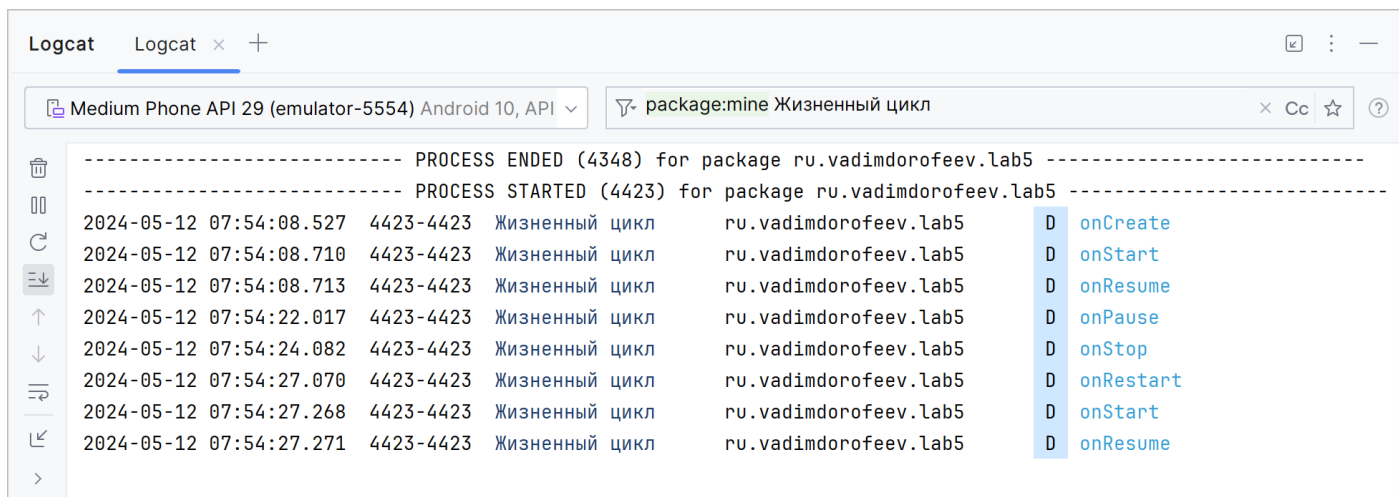 Logcat Logcat
Medium Phone API 29 (emulator-5554) Android 10, API package:mine Жизненный цикл Cc
---------------------------- PROCESS ENDED (4348) for package ru.vadimdorofeev.lab5 ----------------------------
---------------------------- PROCESS STARTED (4423) for package ru.vadimdorofeev.lab5 ----------------------------
2024-05-12 07:54:08.527 4423-4423 Жизненный цикл ru.vadimdorofeev.lab5 D onCreate
2024-05-12 07:54:08.710 4423-4423 Жизненный цикл ru.vadimdorofeev.lab5 D onStart
2024-05-12 07:54:08.713 4423-4423 Жизненный цикл ru.vadimdorofeev.lab5 D onResume
2024-05-12 07:54:22.017 4423-4423 Жизненный цикл ru.vadimdorofeev.lab5 D onPause
2024-05-12 07:54:24.082 4423-4423 Жизненный цикл ru.vadimdorofeev.lab5 D onStop
2024-05-12 07:54:27.070 4423-4423 Жизненный цикл ru.vadimdorofeev.lab5 D onRestart
2024-05-12 07:54:27.268 4423-4423 Жизненный цикл ru.vadimdorofeev.lab5 D onStart
2024-05-12 07:54:27.271 4423-4423 Жизненный цикл ru.vadimdorofeev.lab5 D onResume